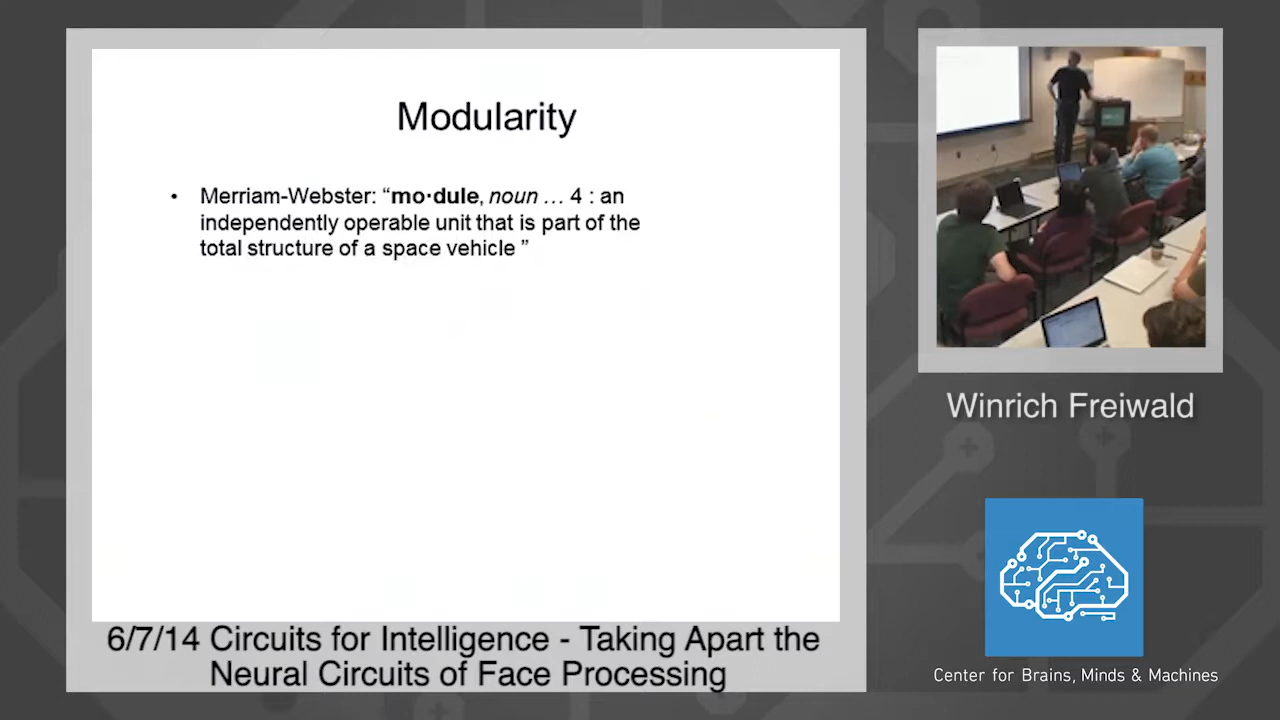 Modularity
• Merriam-Webster: “mo·dule, noun … 4 : an
independently operable unit that is part of the
total structure of a space vehicle ”
6/7/14 Circuits for Intelligence - Taking Apart the
Neural Circuits of Face Processing
Winrich Freiwald
Center for Brains, Minds & Machines